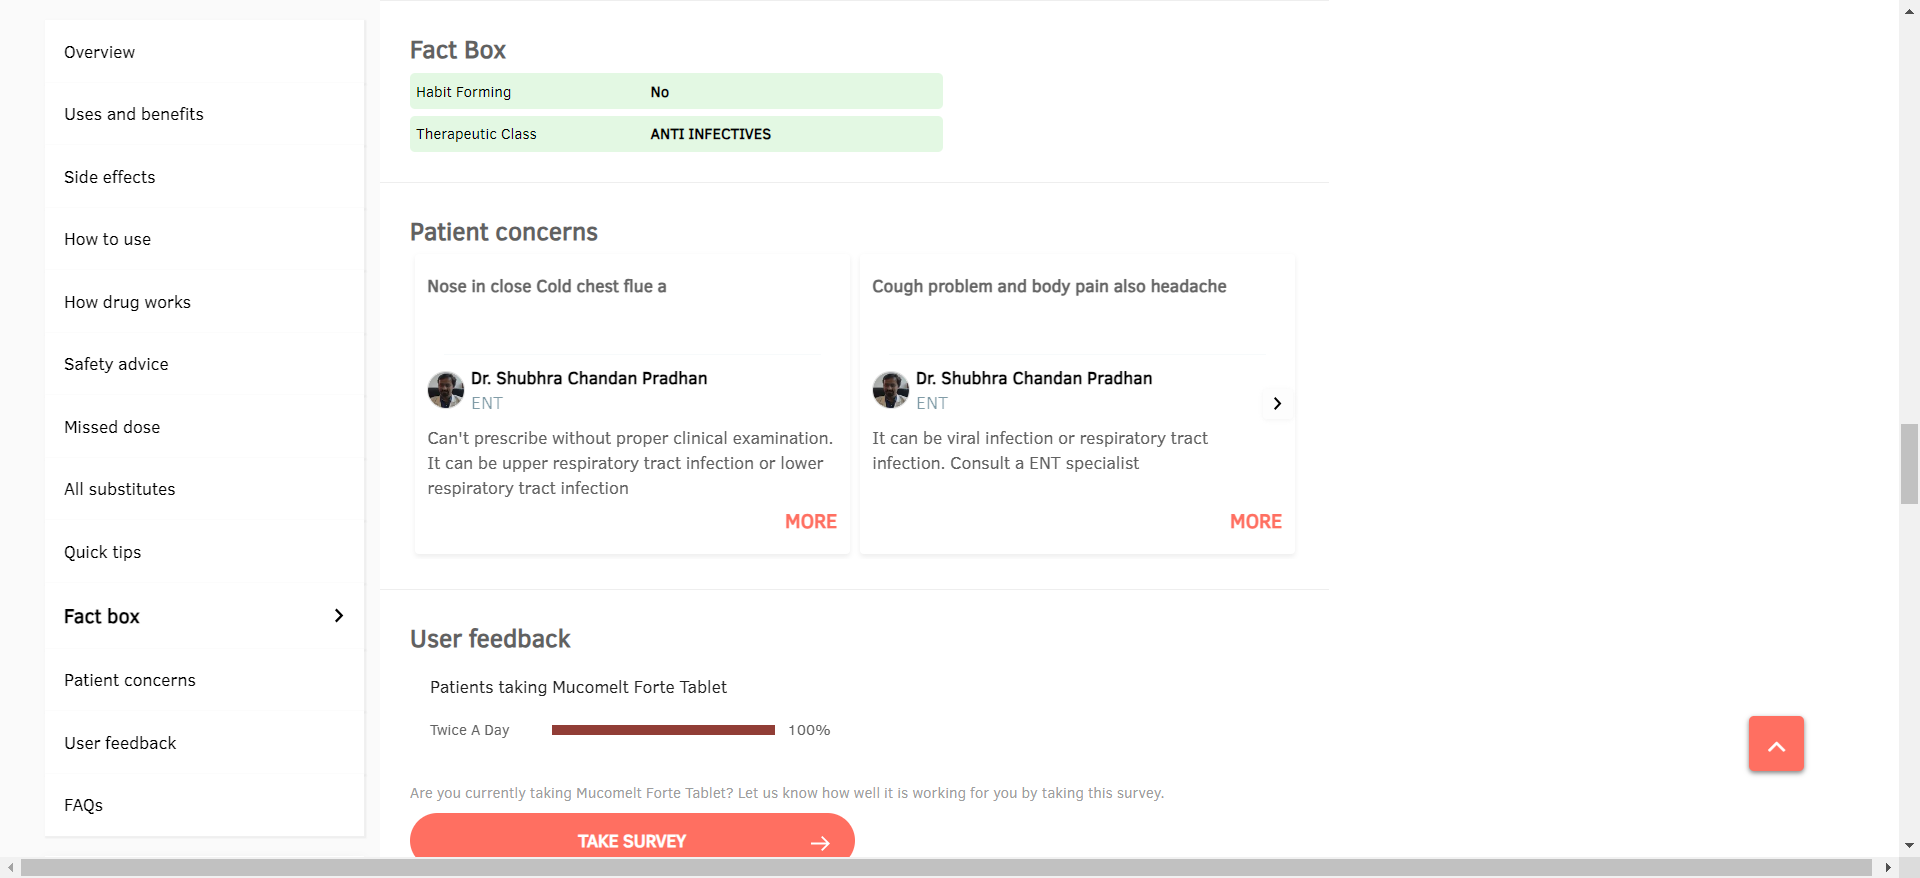 Overview
Uses and benefits
Side effects
How to use
How drug works
Safety advice
Missed dose
All substitutes
Quick tips
Fact box
Patient concerns
User feedback
FAQs
Fact Box
Habit Forming No
Therapeutic Class ANTI INFECTIVES
Patient concerns
Nose in close Cold chest flue a
Dr. Shubhra Chandan Pradhan
ENT
Can't prescribe without proper clinical examination.
It can be upper respiratory tract infection or lower
respiratory tract infection
MORE
Cough problem and body pain also headache
Dr. Shubhra Chandan Pradhan
ENT
It can be viral infection or respiratory tract
infection. Consult a ENT specialist
MORE
User feedback
Patients taking Mucomelt Forte Tablet
Twice A Day 100%
Are you currently taking Mucomelt Forte Tablet? Let us know how well it is working for you by taking this survey.
TAKE SURVEY